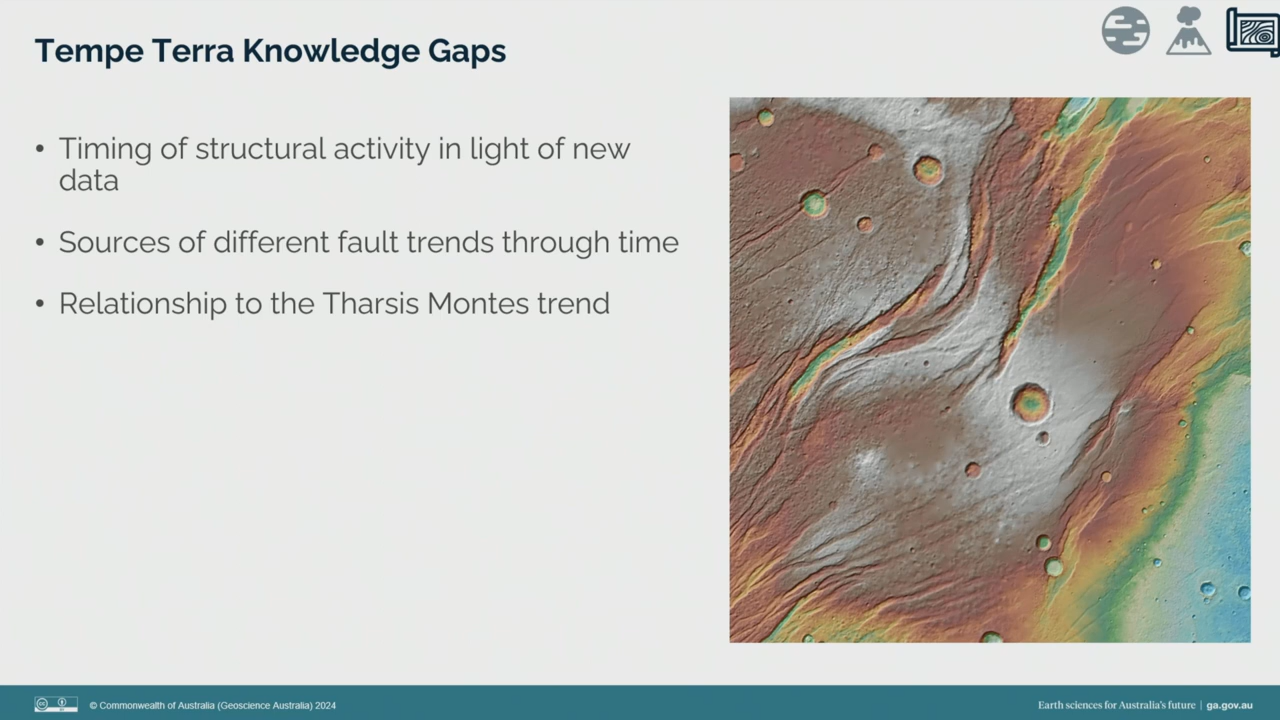 Tempe Terra Knowledge Gaps
• Timing of structural activity in light of new
data
• Sources of different fault trends through time
• Relationship to the Tharsis Montes trend
© Commonwealth of Australia (Geoscience Australia) 2024
Earth sciences for Australia's future | ga.gov.au